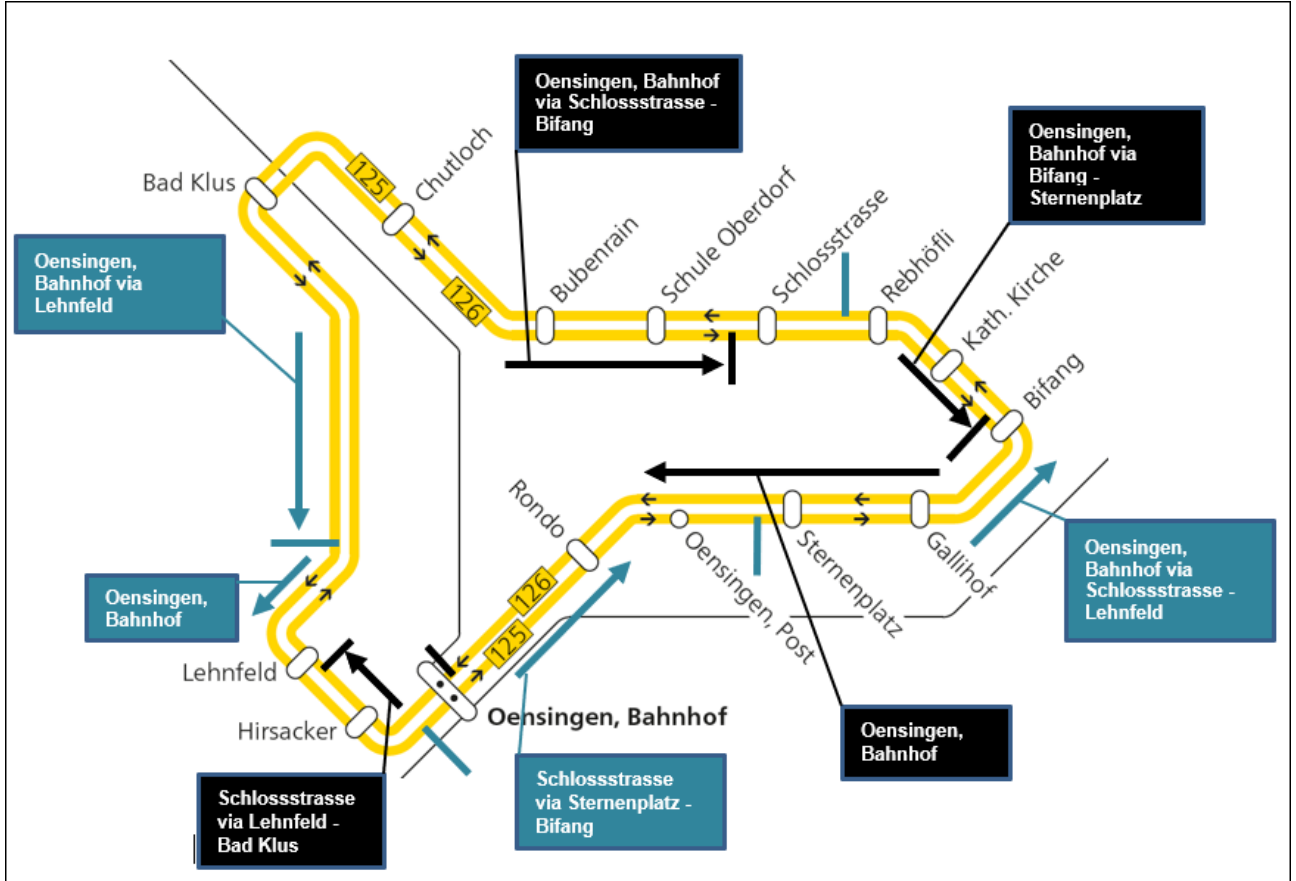 Oensingen, Bahnhof
via Schlossstrasse -
Bifang
Oensingen,
Bahnhof via
Bifang -
Sternenplatz
Bad Klus
125
Chutloch
126
Bubenrain
Schule Oberdorf
Schlossstrasse
Rebhöfli
Kath. Kirche
Bifang
Oensingen,
Bahnhof via
Lehnfeld
Rondo
Oensingen, Post
Sternenplatz
Gallihof
Oensingen,
Bahnhof via
Schlossstrasse -
Lehnfeld
Oensingen,
Bahnhof
126
125
Lehnfeld
Hirsacker
Oensingen, Bahnhof
Oensingen,
Bahnhof
Schlossstrasse
via Lehnfeld -
Bad Klus
Schlossstrasse
via Sternenplatz -
Bifang